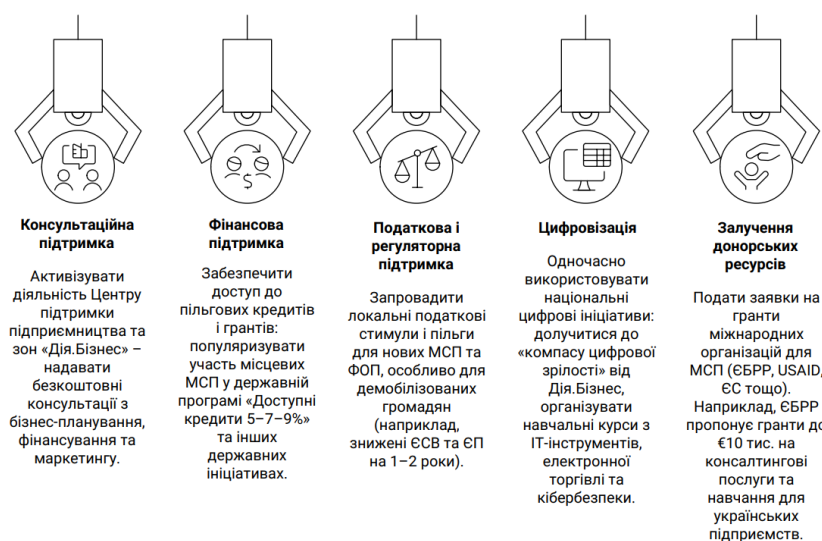 Консультаційна
підтримка
Активізувати
діяльність Центру
підтримки
підприємництва та
зон «Дія.Бізнес» –
надавати
безкоштовні
консультації з
бізнес-планування,
фінансування та
маркетингу.
Фінансова
підтримка
Забезпечити
доступ до
пільгових кредитів
і грантів:
популяризувати
участь місцевих
МСП у державній
програмі «Доступні
кредити 5–7–9%»
та інших
державних
ініціативах.
Податкова і
регуляторна
підтримка
Запровадити
локальні податкові
стимули і пільги
для нових МСП та
ФОП, особливо для
демобілізованих
громадян
(наприклад,
знижені ЄСВ та ЄП
на 1–2 роки).
Цифровізація
Одночасно
використовувати
національні
цифрові ініціативи:
долучитися до
«компасу цифрової
зрілості» від
Дія.Бізнес,
організувати
навчальні курси з
ІТ-інструментів,
електронної
торгівлі та
кібербезпеки.
Залучення
донорських
ресурсів
Подати заявки на
гранти
міжнародних
організацій для
МСП (ЄБРР, USAID,
ЄС тощо).
Наприклад, ЄБРР
пропонує гранти до
€10 тис. на
консалтингові
послуги та
навчання для
українських
підприємств.